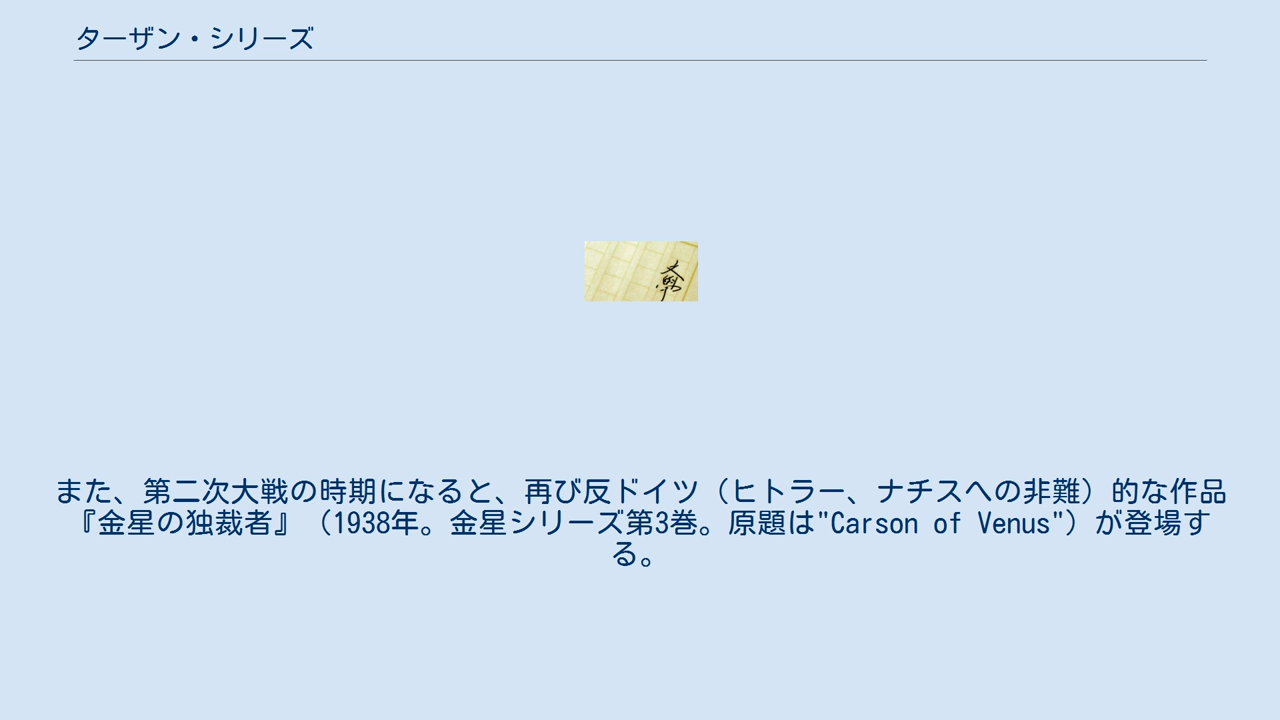 ターザン・シリーズ
また、第二次大戦の時期になると、再び反ドイツ（ヒトラー、ナチスへの非難）的な作品
『金星の独裁者』（1938年。金星シリーズ第3巻。原題は"Carson of Venus"）が登場す
る。